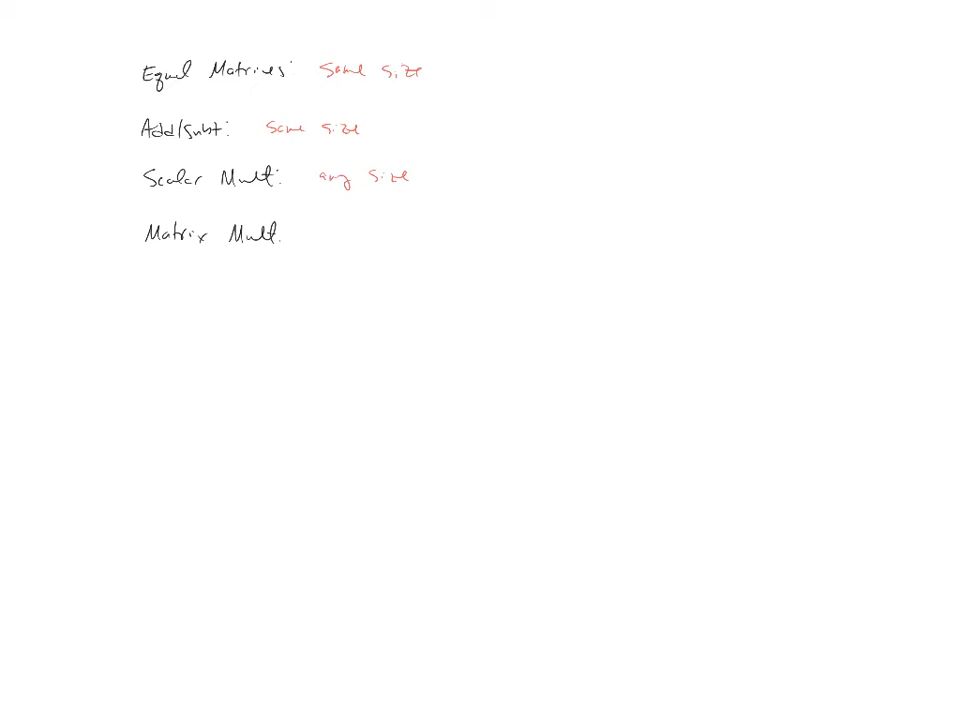 Equal Matrices: same size
Add/Subt: same size
Scalar Mult: any size
Matrix Mult.